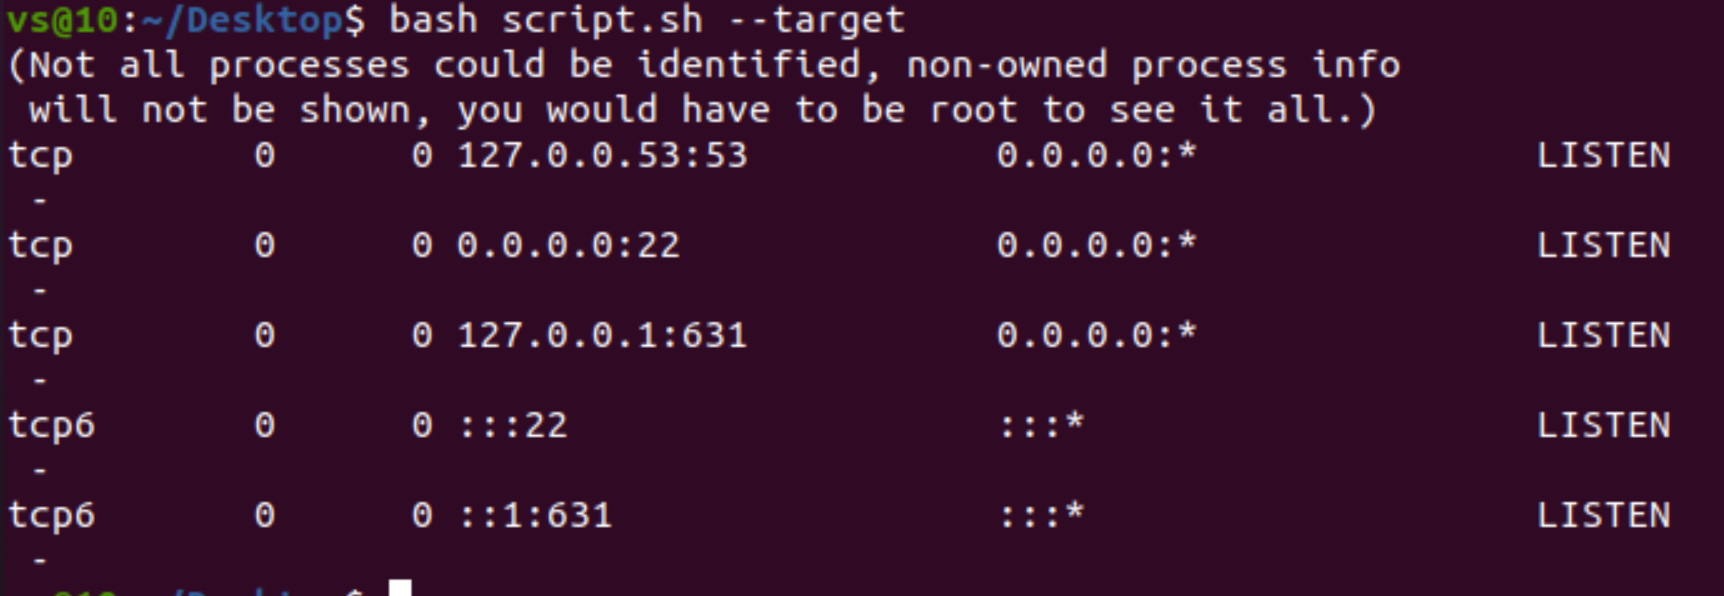 vs@10:~/Desktop$ bash script.sh --target
(Not all processes could be identified, non-owned process info
 will not be shown, you would have to be root to see it all.)
tcp        0      0 127.0.0.53:53           0.0.0.0:*               LISTEN
 -
tcp        0      0 0.0.0.0:22              0.0.0.0:*               LISTEN
 -
tcp        0      0 127.0.0.1:631           0.0.0.0:*               LISTEN
 -
tcp6       0      0 :::22                   :::*                    LISTEN
 -
tcp6       0      0 ::1:631                 :::*                    LISTEN
 -